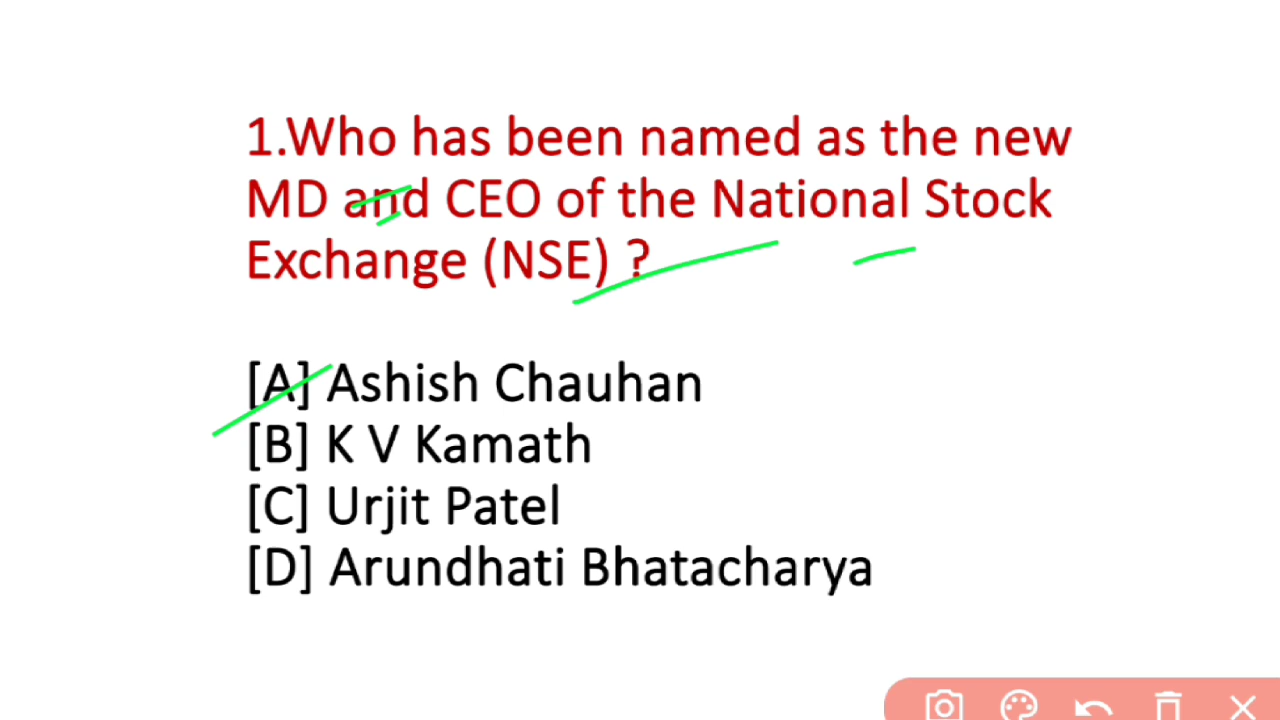 1.Who has been named as the new
MD and CEO of the National Stock
Exchange (NSE) ?
[A] Ashish Chauhan
[B] K V Kamath
[C] Urjit Patel
[D] Arundhati Bhatacharya